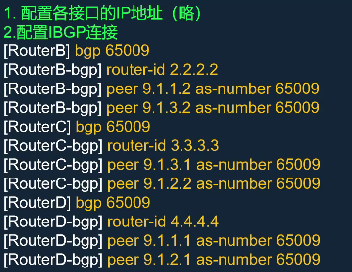 1. 配置各接口的IP地址（略）
2.配置IBGP连接
[RouterB] bgp 65009
[RouterB-bgp] router-id 2.2.2.2
[RouterB-bgp] peer 9.1.1.2 as-number 65009
[RouterB-bgp] peer 9.1.3.2 as-number 65009
[RouterC] bgp 65009
[RouterC-bgp] router-id 3.3.3.3
[RouterC-bgp] peer 9.1.3.1 as-number 65009
[RouterC-bgp] peer 9.1.2.2 as-number 65009
[RouterD] bgp 65009
[RouterD-bgp] router-id 4.4.4.4
[RouterD-bgp] peer 9.1.1.1 as-number 65009
[RouterD-bgp] peer 9.1.2.1 as-number 65009